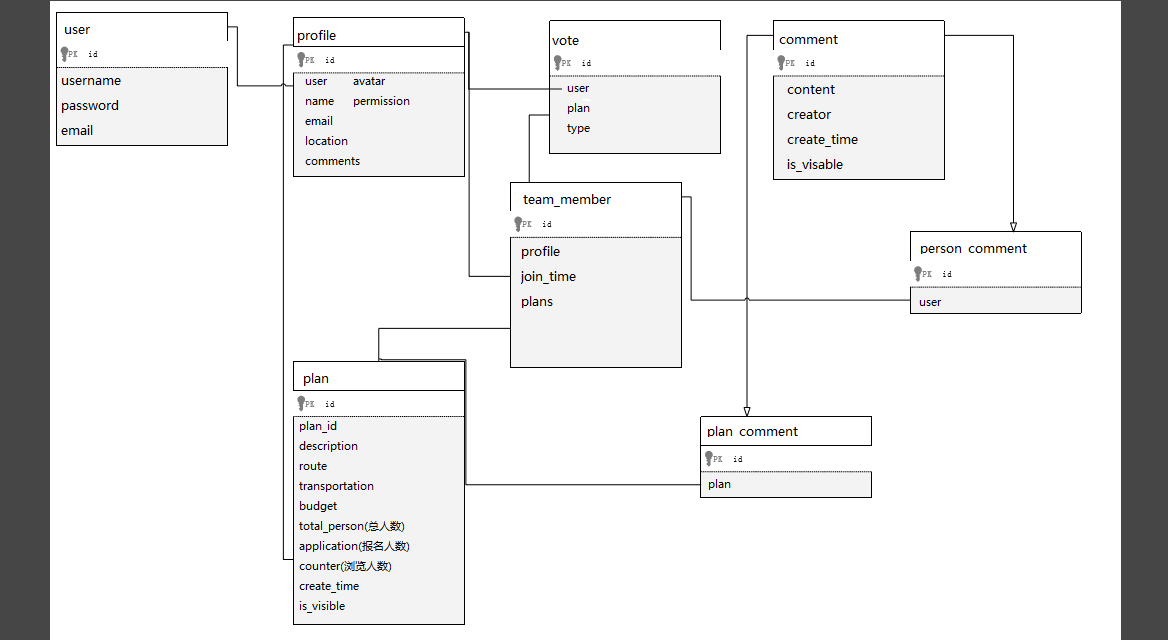 user
PK id
username
password
email
profile
PK id
user avatar
name permission
email
location
comments
vote
PK id
user
plan
type
comment
PK id
content
creator
create_time
is_visable
team_member
PK id
profile
join_time
plans
person comment
PK id
user
plan
PK id
plan_id
description
route
transportation
budget
total_person(总人数)
application(报名人数)
counter(浏览人数)
create_time
is_visible
plan comment
PK id
plan